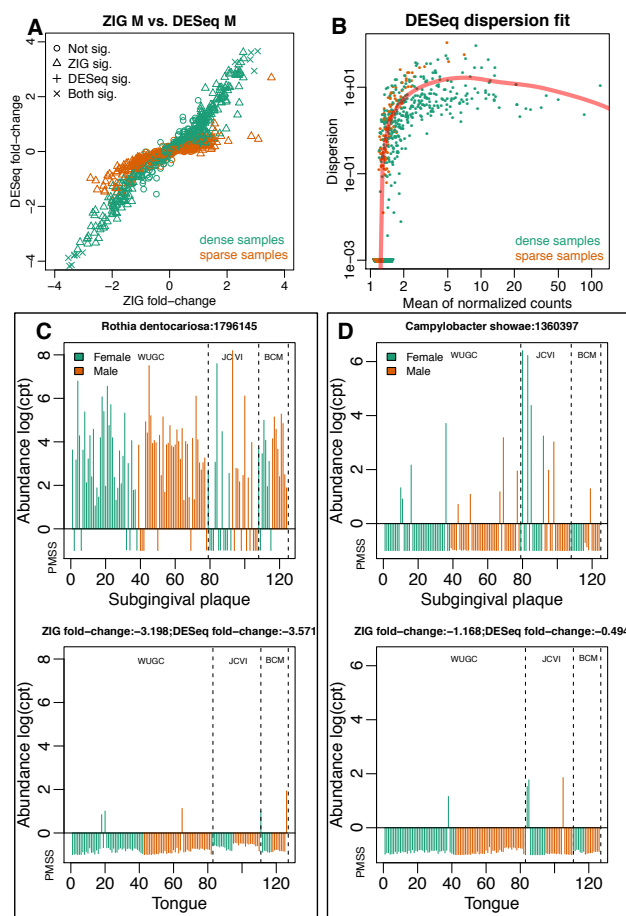 A
ZIG M vs. DESeq M
Not sig.
ZIG sig.
DESeq sig.
Both sig.
dense samples
sparse samples
DESeq fold−change
4
2
0
−2
−4
−4 −2 0 2 4
ZIG fold−change
B
DESeq dispersion fit
Dispersion
1e+01
1e−01
1e−03
dense samples
sparse samples
1 2 5 10 20 50 100
Mean of normalized counts
C
Rothia dentocariosa:1796145
Female
Male
WUGC JCVI BCM
Abundance log(cpt)
8
6
4
2
0
PMSS
0 20 40 60 80 120
Subgingival plaque
ZIG fold−change:−3.198;DESeq fold−change:−3.571
WUGC JCVI BCM
Abundance log(cpt)
8
6
4
2
0
PMSS
0 20 40 60 80 120
Tongue
D
Campylobacter showae:1360397
Female
Male
WUGC JCVI BCM
Abundance log(cpt)
6
4
2
0
PMSS
0 20 40 60 80 120
Subgingival plaque
ZIG fold−change:−1.168;DESeq fold−change:−0.494
WUGC JCVI BCM
Abundance log(cpt)
6
4
2
0
PMSS
0 20 40 60 80 120
Tongue